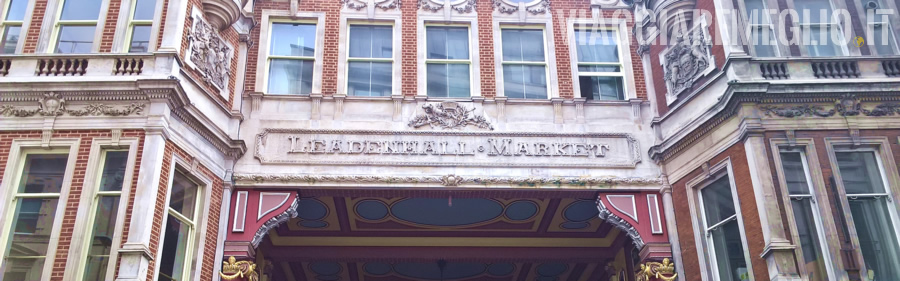 VIAGGIAREMEGLIO.IT
LEADENHALL · MARKET